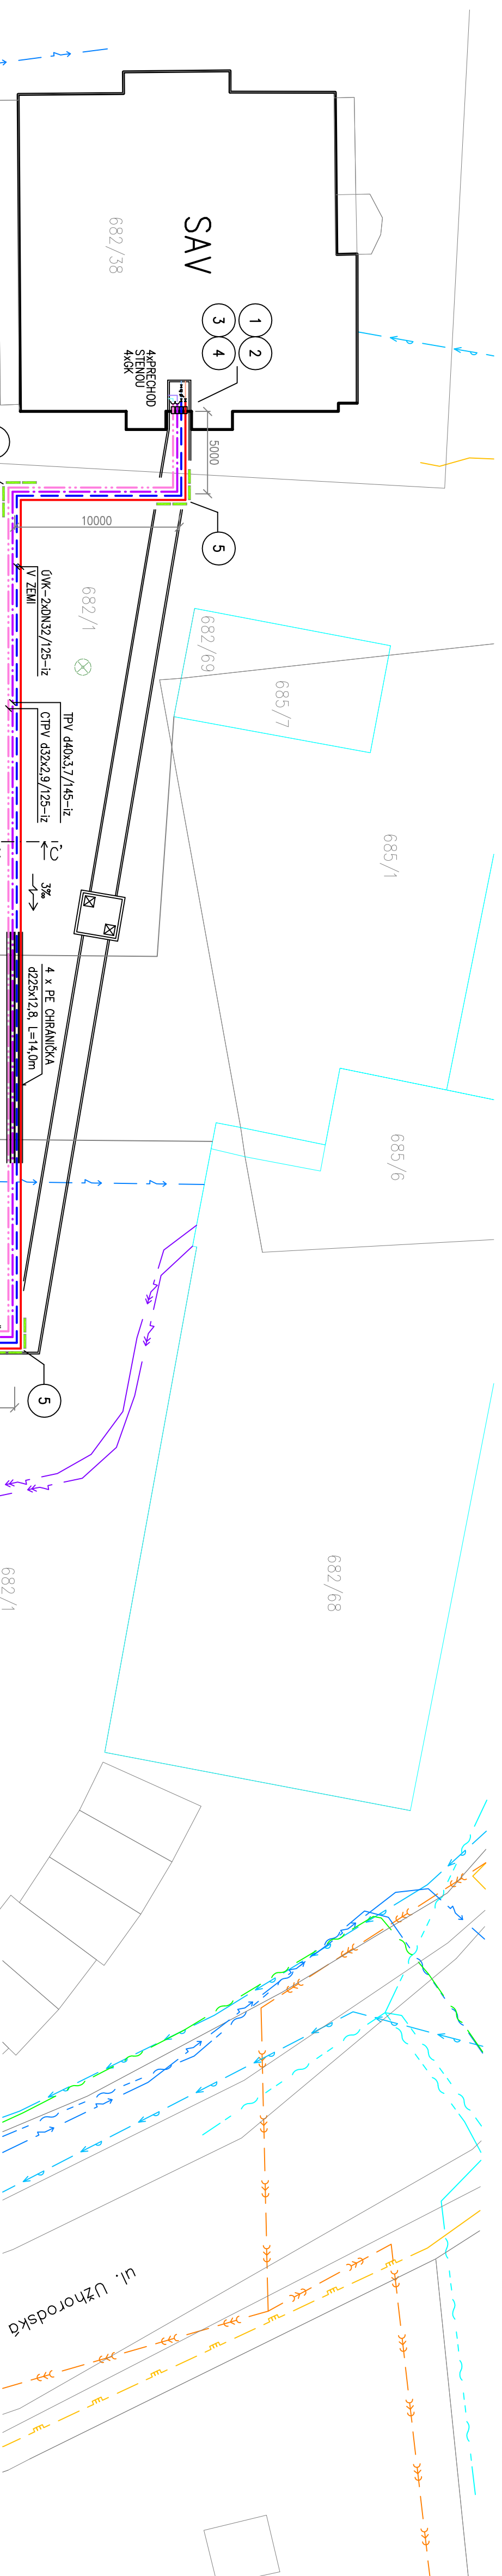 SAV
682/38
1
2
3
4
4xPRECHOD
STENOU
4xGK
5000
5
10000
ÚVK-2xDN32/125-iz
V ZEMI
682/1
682/69
685/7
TPV d40x3,7/145-iz
CTPV d32x2,9/125-iz
C'
3‰
685/1
4 x PE CHRÁNIČKA
d225x12,8, L=14,0m
685/6
5
682/1
682/68
ul. Užhorodská